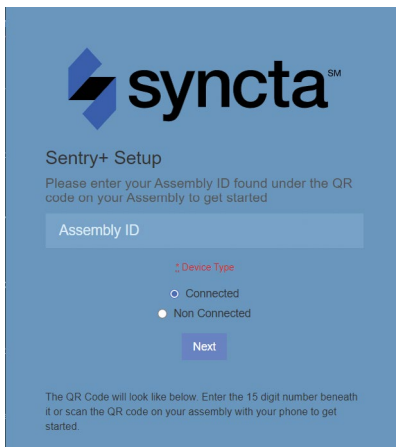 syncta℠
Sentry+ Setup
Please enter your Assembly ID found under the QR
code on your Assembly to get started
Assembly ID
* Device Type
Connected
Non Connected
Next
The QR Code will look like below. Enter the 15 digit number beneath
it or scan the QR code on your assembly with your phone to get
started.